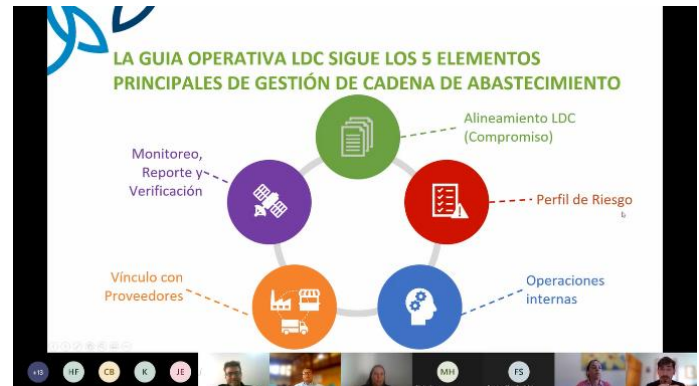 LA GUIA OPERATIVA LDC SIGUE LOS 5 ELEMENTOS
PRINCIPALES DE GESTIÓN DE CADENA DE ABASTECIMIENTO
Alineamiento LDC
(Compromiso)
Monitoreo,
Reporte y
Verificación
Perfil de Riesgo
Vínculo con
Proveedores
Operaciones
internas
+13
HF
CB
K
JE
MH
FS